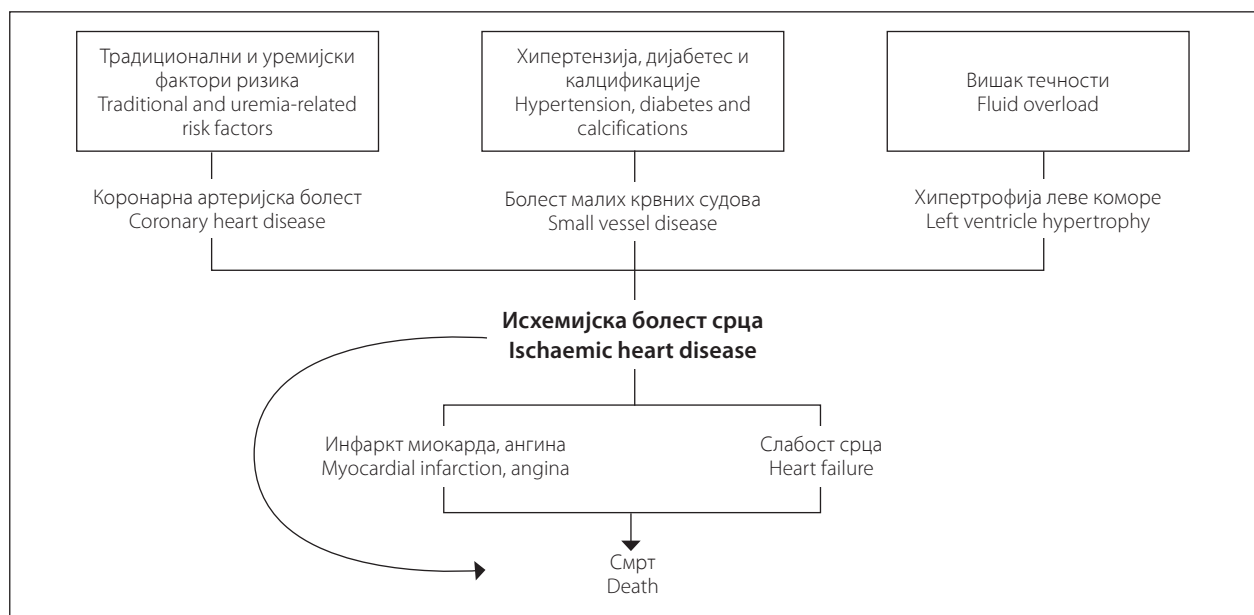 Традиционални и уремијски
фактори ризика
Traditional and uremia-related
risk factors
Хипертензија, дијабетес и
калцификације
Hypertension, diabetes and
calcifications
Вишак течности
Fluid overload
Коронарна артеријска болест
Coronary heart disease
Болест малих крвних судова
Small vessel disease
Хипертрофија леве коморе
Left ventricle hypertrophy
Исхемијска болест срца
Ischaemic heart disease
Инфаркт миокарда, ангина
Myocardial infarction, angina
Слабост срца
Heart failure
Смрт
Death